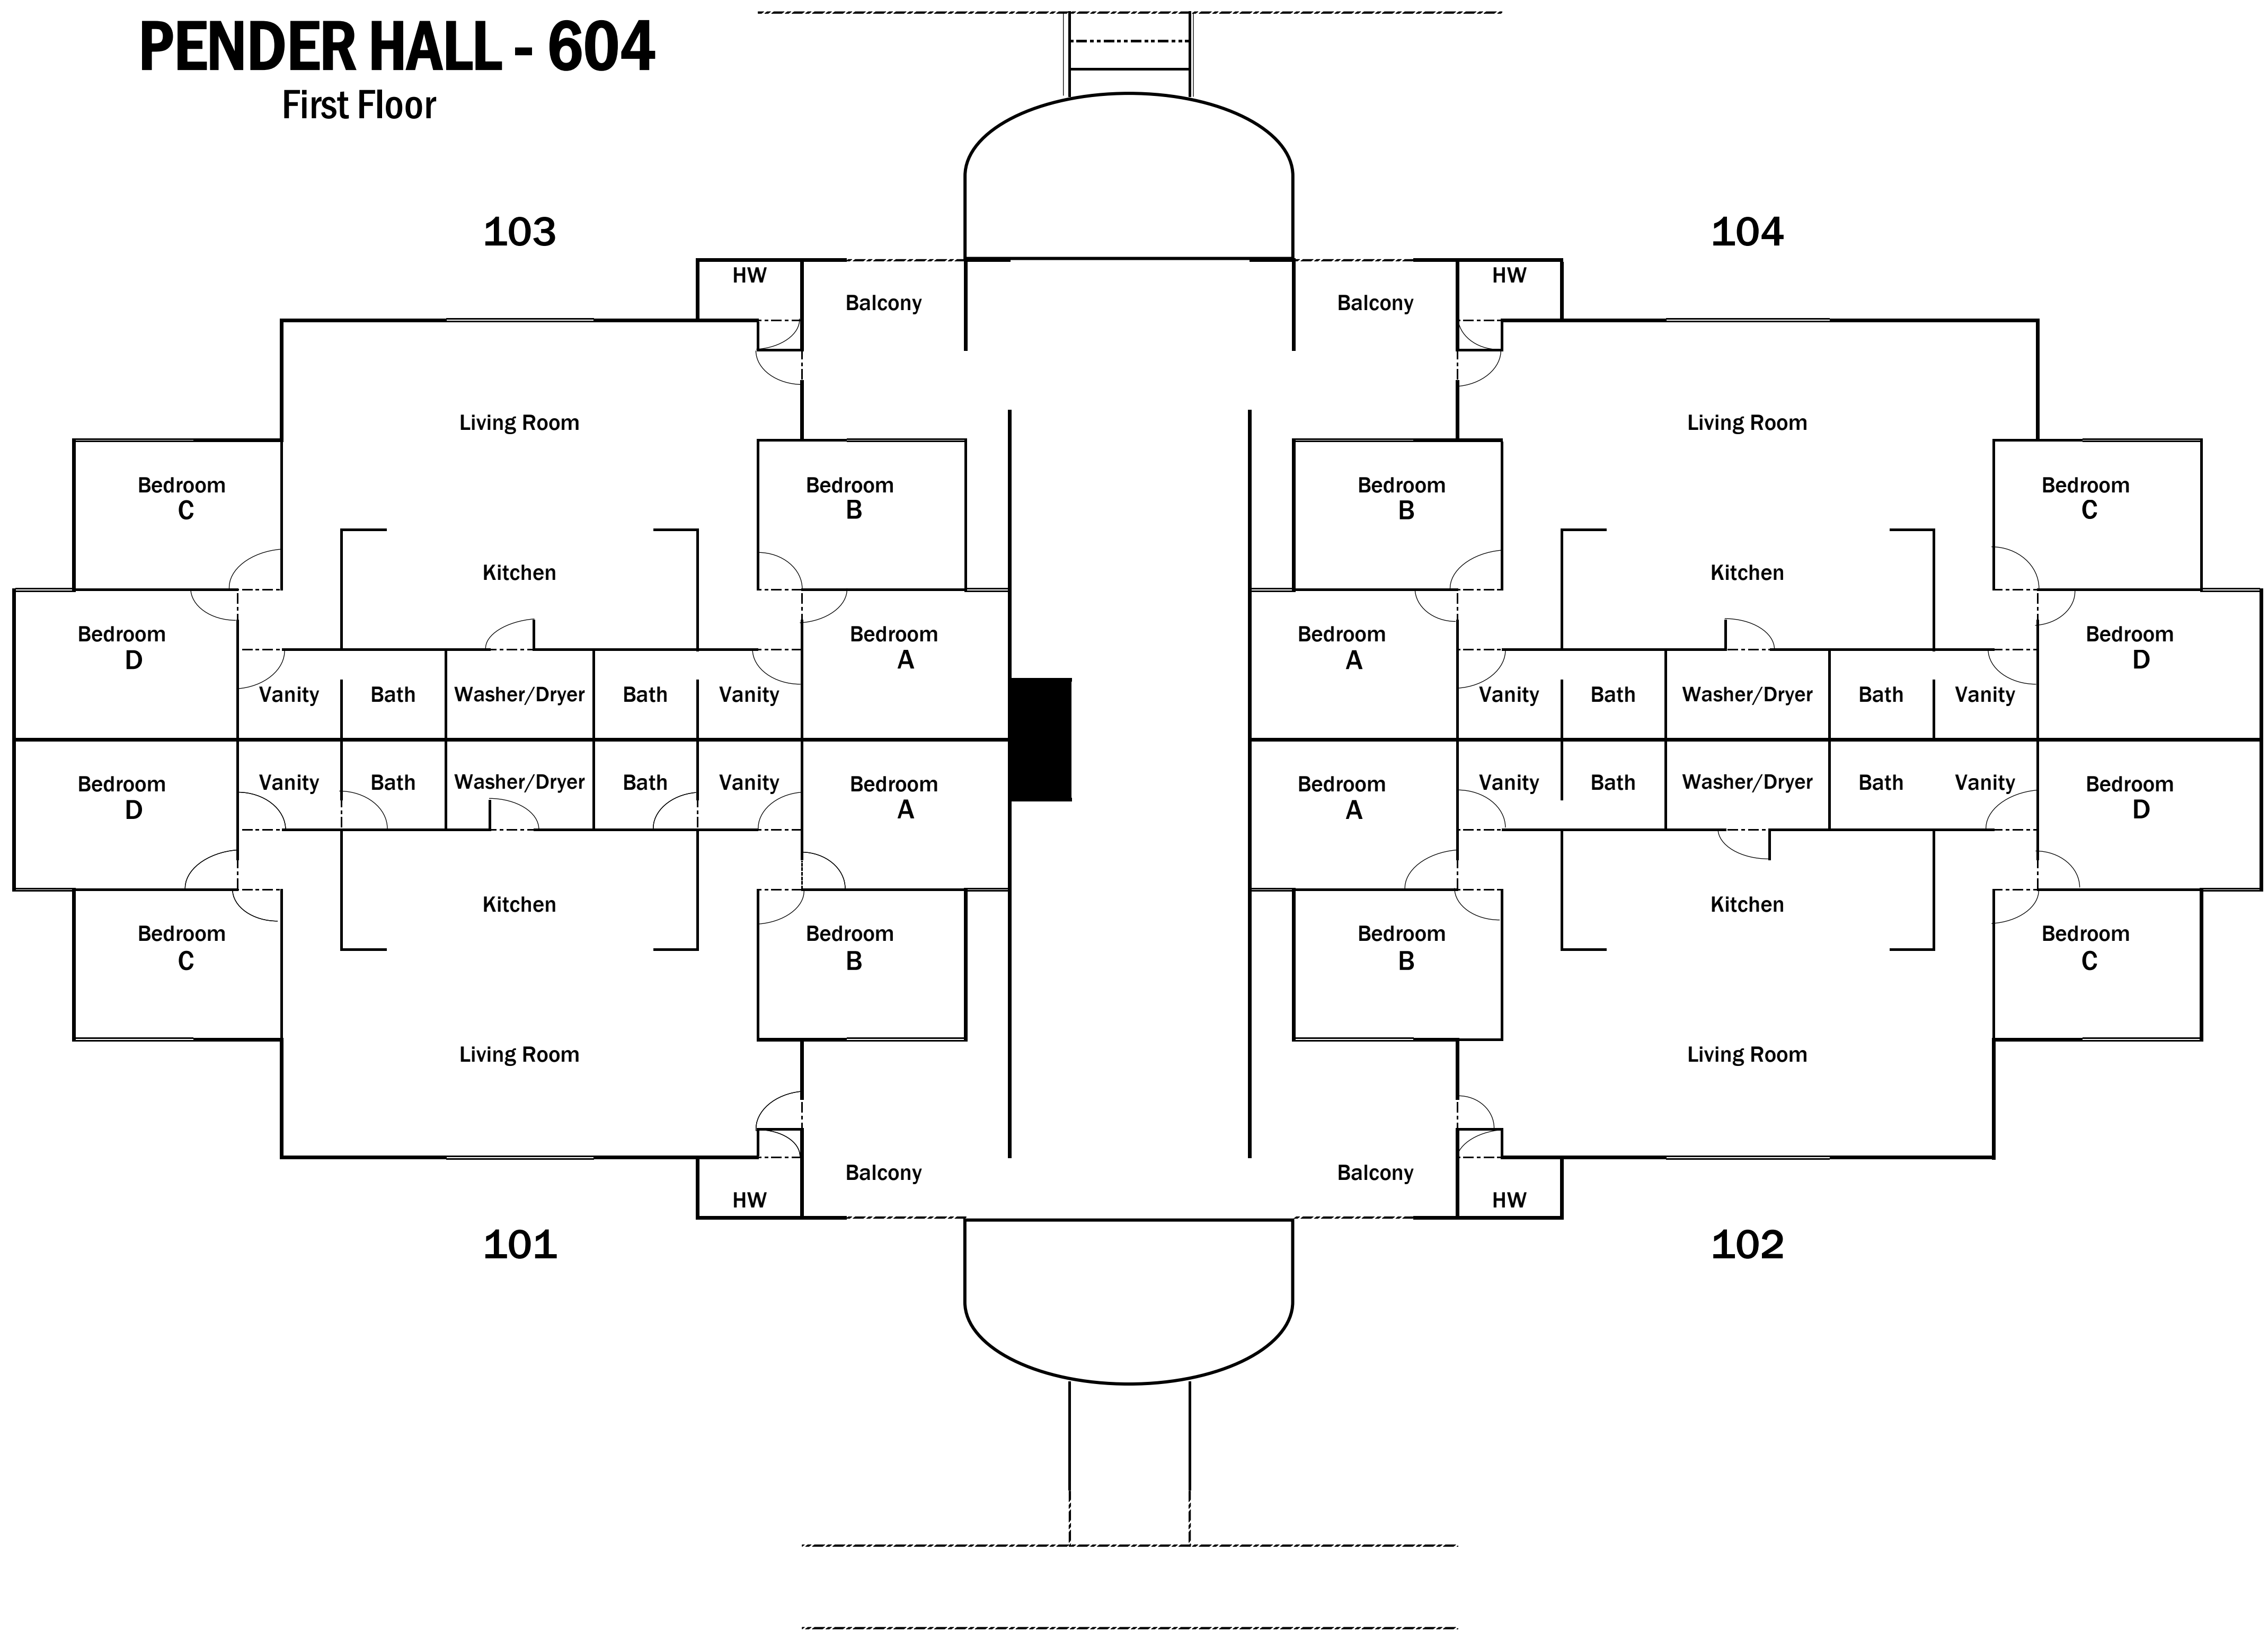 PENDER HALL - 604
First Floor
103
104
HW
Balcony
Balcony
HW
Living Room
Living Room
Bedroom
C
Bedroom
B
Bedroom
B
Bedroom
C
Kitchen
Kitchen
Bedroom
D
Bedroom
A
Bedroom
A
Bedroom
D
Vanity
Bath
Washer/Dryer
Bath
Vanity
Vanity
Bath
Washer/Dryer
Bath
Vanity
Bedroom
D
Vanity
Bath
Washer/Dryer
Bath
Vanity
Bedroom
A
Bedroom
A
Vanity
Bath
Washer/Dryer
Bath
Vanity
Bedroom
D
Kitchen
Kitchen
Bedroom
C
Bedroom
B
Bedroom
B
Bedroom
C
Living Room
Living Room
Balcony
Balcony
HW
HW
101
102